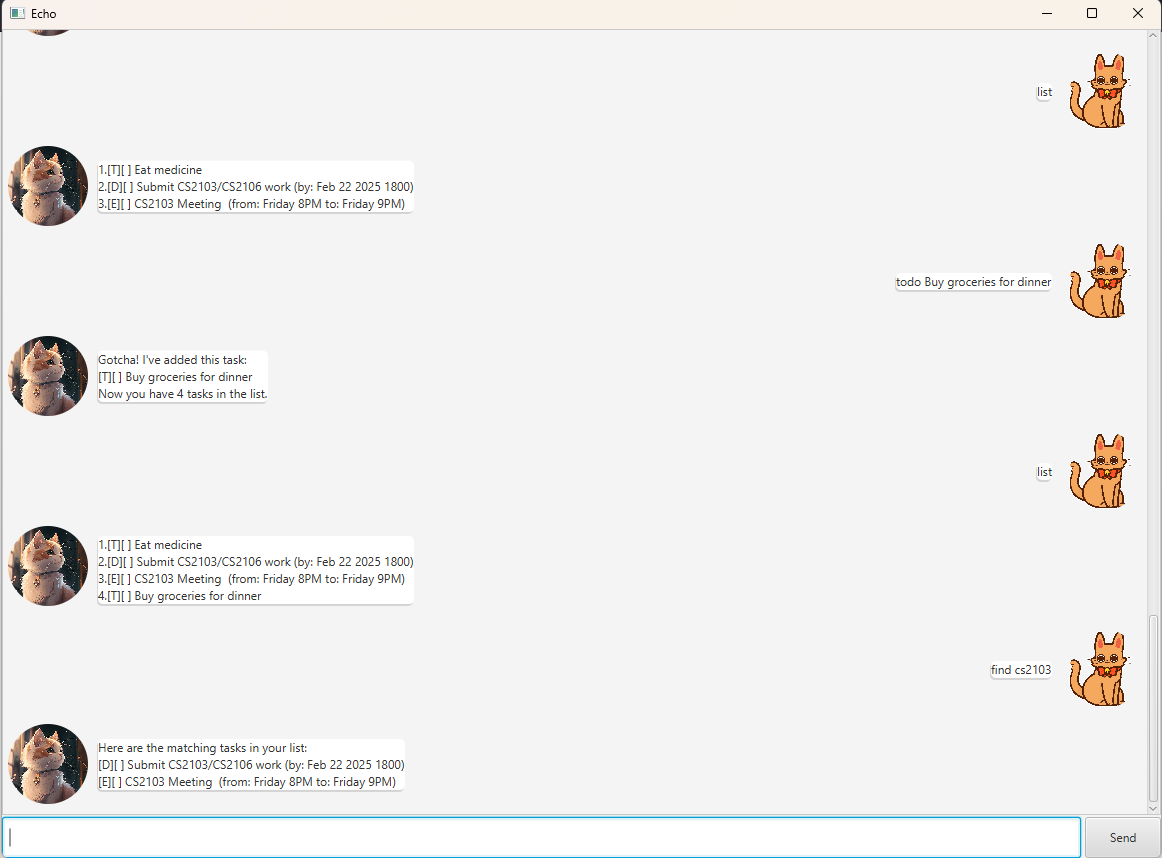 Echo
list
1.[T][ ] Eat medicine
2.[D][ ] Submit CS2103/CS2106 work (by: Feb 22 2025 1800)
3.[E][ ] CS2103 Meeting  (from: Friday 8PM to: Friday 9PM)
todo Buy groceries for dinner
Gotcha! I've added this task:
[T][ ] Buy groceries for dinner
Now you have 4 tasks in the list.
list
1.[T][ ] Eat medicine
2.[D][ ] Submit CS2103/CS2106 work (by: Feb 22 2025 1800)
3.[E][ ] CS2103 Meeting  (from: Friday 8PM to: Friday 9PM)
4.[T][ ] Buy groceries for dinner
find cs2103
Here are the matching tasks in your list:
[D][ ] Submit CS2103/CS2106 work (by: Feb 22 2025 1800)
[E][ ] CS2103 Meeting  (from: Friday 8PM to: Friday 9PM)
Send